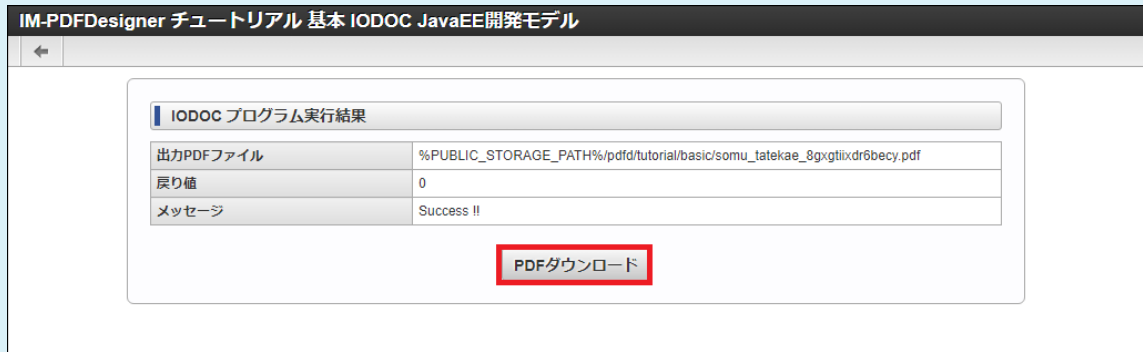 IM-PDFDesigner チュートリアル 基本 IODOC JavaEE開発モデル
IODOC プログラム実行結果
出力PDFファイル %PUBLIC_STORAGE_PATH%/pdfd/tutorial/basic/somu_tatekae_8gxgtiixdr6becy.pdf
戻り値 0
メッセージ Success !!
PDFダウンロード